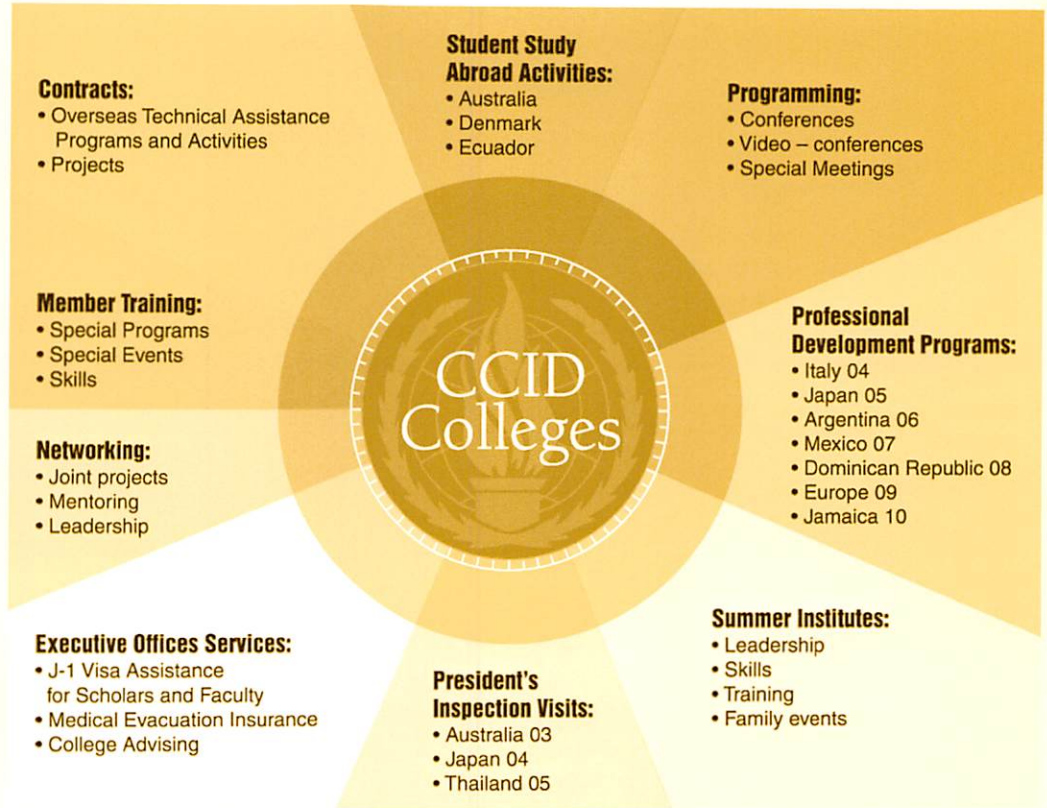 Contracts:
• Overseas Technical Assistance
Programs and Activities
• Projects
Student Study
Abroad Activities:
• Australia
• Denmark
• Ecuador
Programming:
• Conferences
• Video – conferences
• Special Meetings
Member Training:
• Special Programs
• Special Events
• Skills
CCID
Colleges
Professional
Development Programs:
• Italy 04
• Japan 05
• Argentina 06
• Mexico 07
• Dominican Republic 08
• Europe 09
• Jamaica 10
Networking:
• Joint projects
• Mentoring
• Leadership
Executive Offices Services:
• J-1 Visa Assistance
for Scholars and Faculty
• Medical Evacuation Insurance
• College Advising
President's
Inspection Visits:
• Australia 03
• Japan 04
• Thailand 05
Summer Institutes:
• Leadership
• Skills
• Training
• Family events